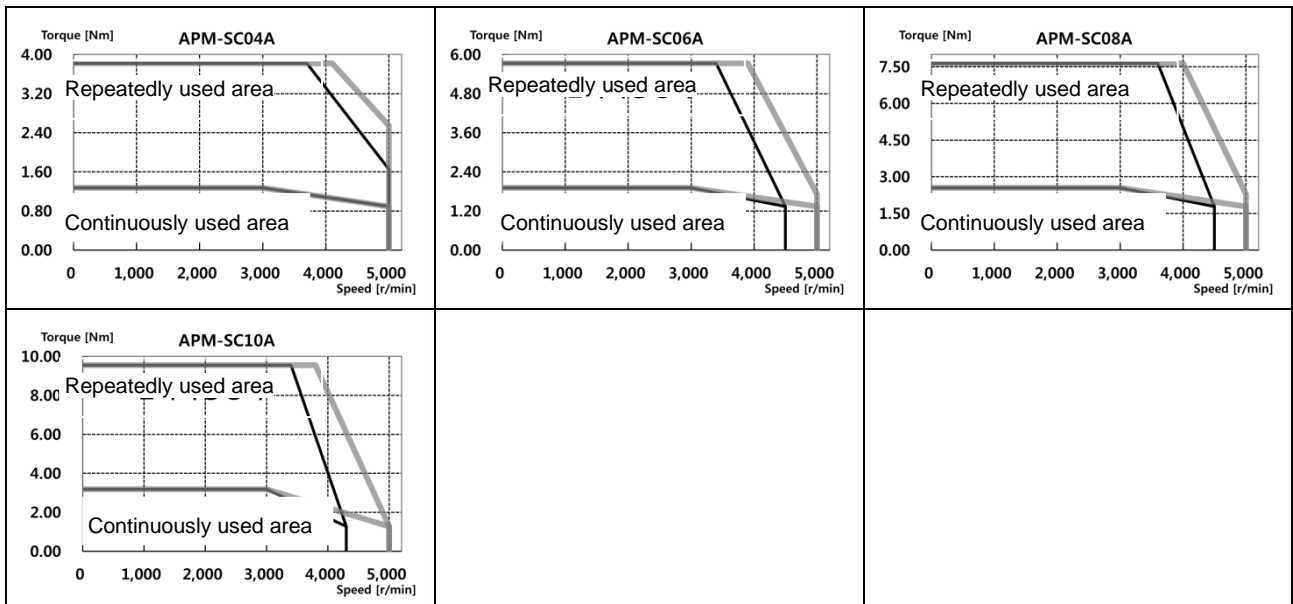 Torque [Nm] APM-SC04A
4.00
3.20 Repeatedly used area
2.40
1.60
0.80 Continuously used area
0.00
0 1,000 2,000 3,000 4,000 5,000
Speed [r/min]
Torque [Nm] APM-SC06A
6.00
4.80 Repeatedly used area
3.60
2.40
1.20 Continuously used area
0.00
0 1,000 2,000 3,000 4,000 5,000
Speed [r/min]
Torque [Nm] APM-SC08A
7.50
Repeatedly used area
6.00
4.50
3.00
1.50 Continuously used area
0.00
0 1,000 2,000 3,000 4,000 5,000
Speed [r/min]
Torque [Nm] APM-SC10A
10.00
8.00 Repeatedly used area
6.00
4.00
2.00 Continuously used area
0.00
0 1,000 2,000 3,000 4,000 5,000
Speed [r/min]